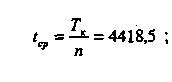 t_ср = T_к / n = 4418,5 ;